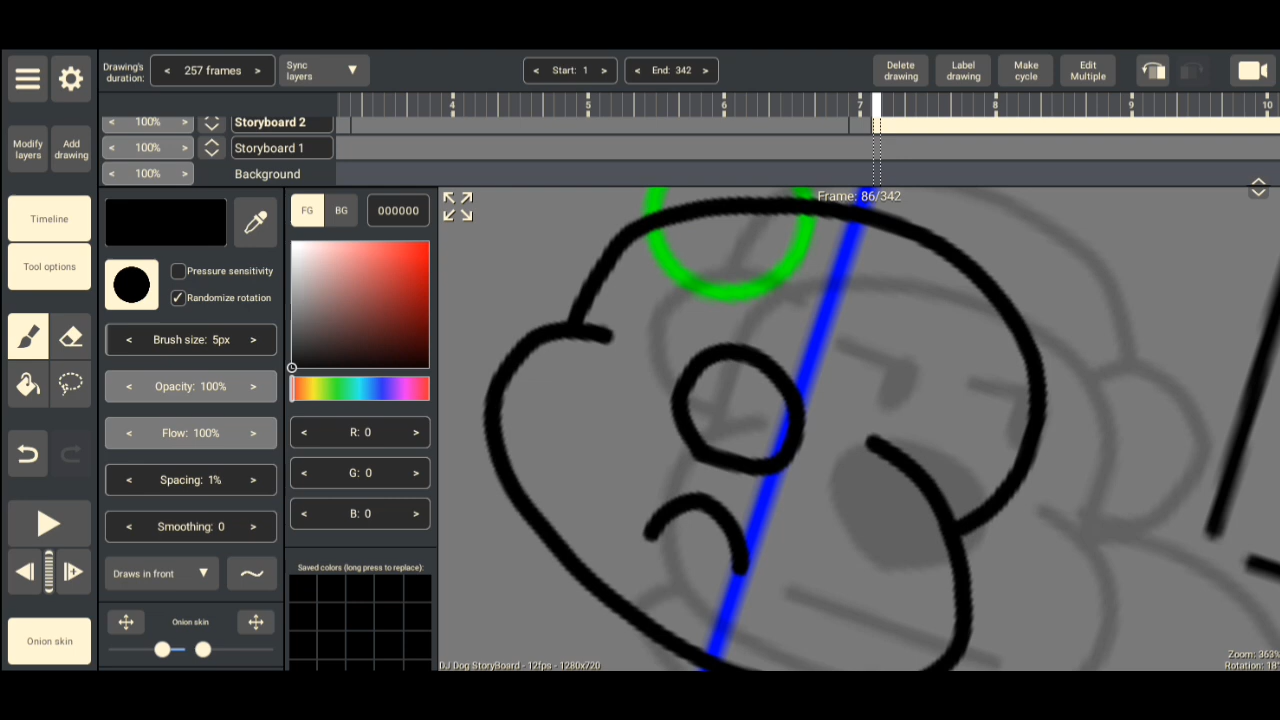 Drawing's duration:
< 257 frames >
Sync layers ▼
< Start: 1 >
< End: 342 >
Delete drawing
Label drawing
Make cycle
Edit Multiple
4 5 6 7 8 9 10
Modify layers
Add drawing
< 100% > Storyboard 2
< 100% > Storyboard 1
< 100% > Background
Timeline
Tool options
FG BG 000000
Frame: 86/342
Pressure sensitivity
Randomize rotation
< Brush size: 5px >
< Opacity: 100% >
< Flow: 100% >
< Spacing: 1% >
< Smoothing: 0 >
< R: 0 >
< G: 0 >
< B: 0 >
Draws in front ▼
Saved colors (long press to replace):
Onion skin
Onion skin
DJ Dog StoryBoard - 12fps - 1280x720
Zoom: 363%
Rotation: 18°